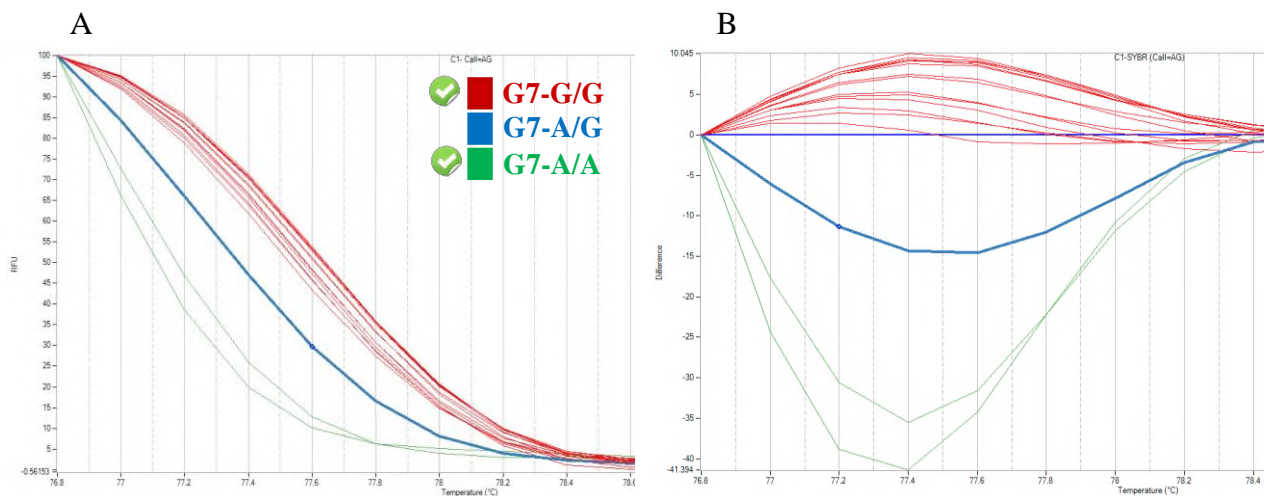 A
C1- Call=AG
G7-G/G
G7-A/G
G7-A/A
100
95
90
85
80
75
70
65
60
55
50
45
40
35
30
25
20
15
10
5
-0.56153
RFU
76.8 77 77.2 77.4 77.6 77.8 78 78.2 78.4 78.6
Temperature (°C)
B
C1-SYBR (Call=AG)
10.045
5
0
-5
-10
-15
-20
-25
-30
-35
-40
-41.394
Difference
76.8 77 77.2 77.4 77.6 77.8 78 78.2 78.4
Temperature (°C)